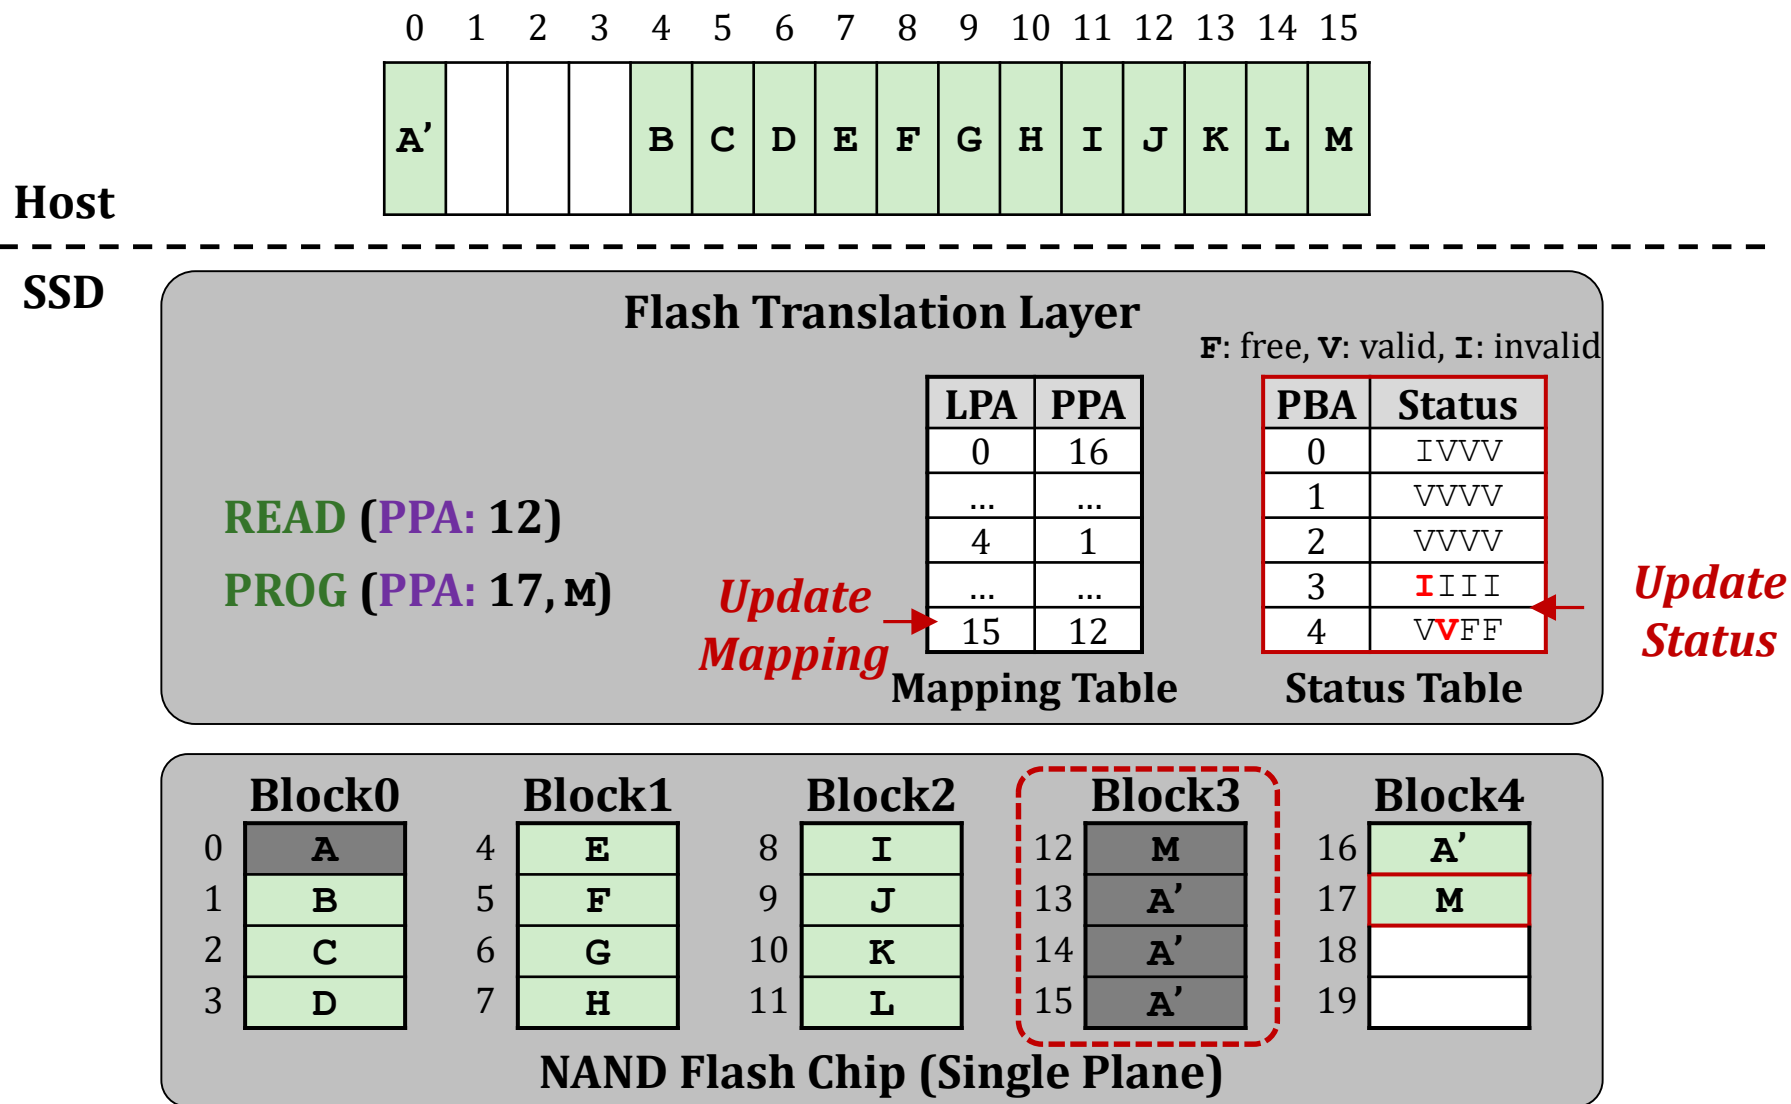 0 1 2 3 4 5 6 7 8 9 10 11 12 13 14 15
A’ B C D E F G H I J K L M
Host
SSD
Flash Translation Layer
F: free, V: valid, I: invalid
READ (PPA: 12)
PROG (PPA: 17, M)
Update
Mapping
LPA PPA
0 16
... ...
4 1
... ...
15 12
Mapping Table
PBA Status
0 IVVV
1 VVVV
2 VVVV
3 IIII
4 VVFF
Status Table
Update
Status
Block0 Block1 Block2 Block3 Block4
0 A 4 E 8 I 12 M 16 A’
1 B 5 F 9 J 13 A’ 17 M
2 C 6 G 10 K 14 A’ 18
3 D 7 H 11 L 15 A’ 19
NAND Flash Chip (Single Plane)